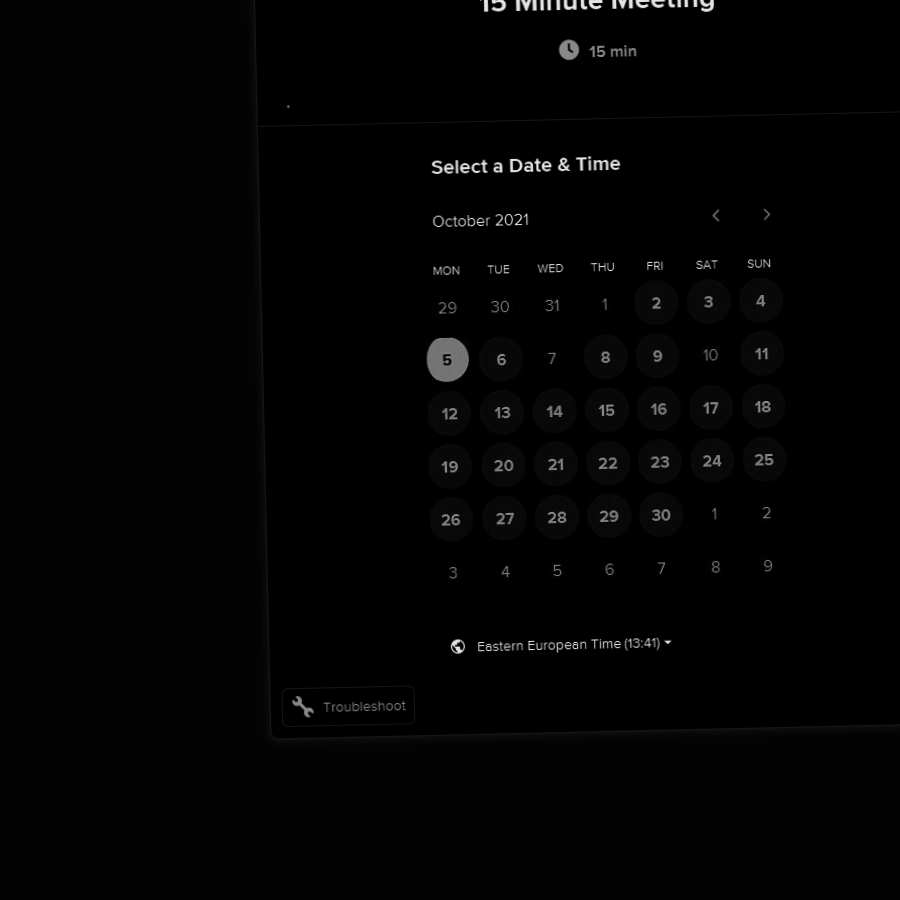 15 Minute Meeting
15 min
Select a Date & Time
October 2021
MON TUE WED THU FRI SAT SUN
29 30 31 1 2 3 4
5 6 7 8 9 10 11
12 13 14 15 16 17 18
19 20 21 22 23 24 25
26 27 28 29 30 1 2
3 4 5 6 7 8 9
Eastern European Time (13:41)
Troubleshoot